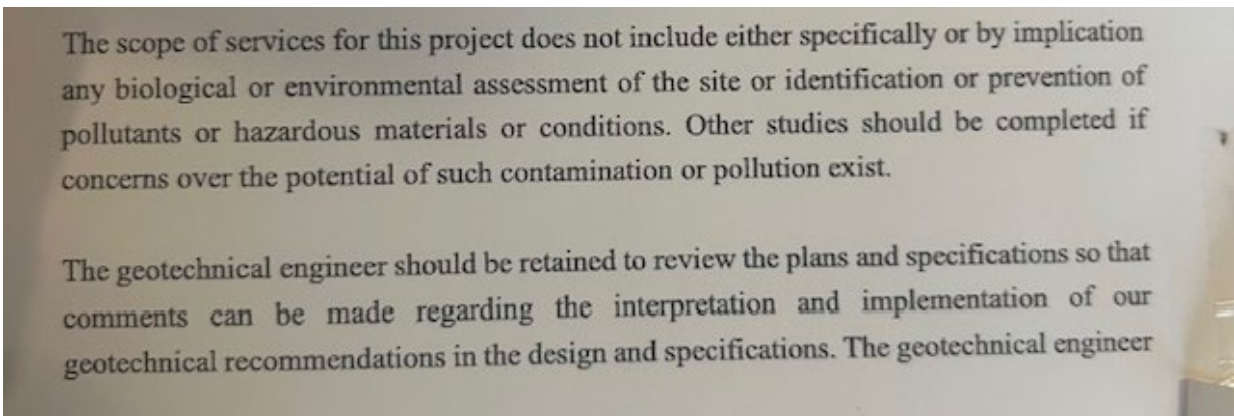 The scope of services for this project does not include either specifically or by implication
any biological or environmental assessment of the site or identification or prevention of
pollutants or hazardous materials or conditions. Other studies should be completed if
concerns over the potential of such contamination or pollution exist.
The geotechnical engineer should be retained to review the plans and specifications so that
comments can be made regarding the interpretation and implementation of our
geotechnical recommendations in the design and specifications. The geotechnical engineer